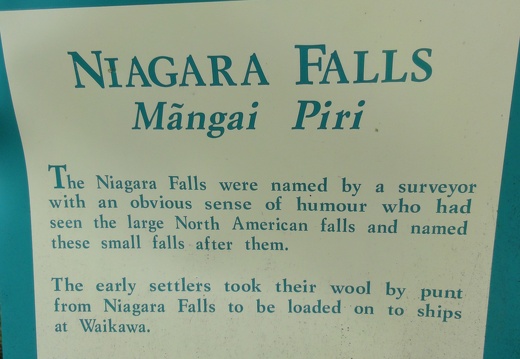 NIAGARA FALLS
Mãngai Piri
The Niagara Falls were named by a surveyor
with an obvious sense of humour who had
seen the large North American falls and named
these small falls after them.
The early settlers took their wool by punt
from Niagara Falls to be loaded on to ships
at Waikawa.